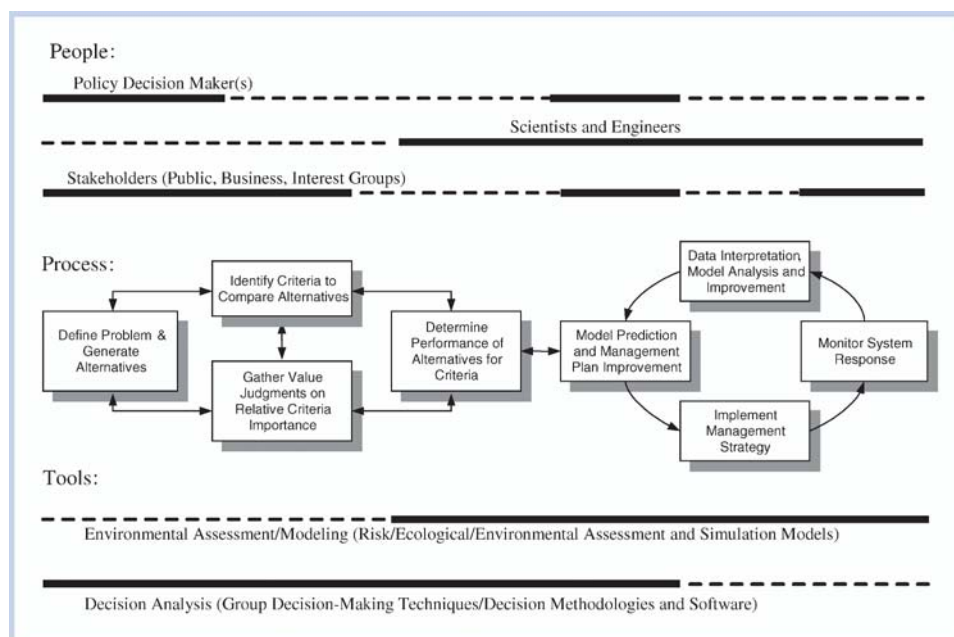 People:
Policy Decision Maker(s)
Scientists and Engineers
Stakeholders (Public, Business, Interest Groups)
Process:
Identify Criteria to
Compare Alternatives
Define Problem &
Generate
Alternatives
Gather Value
Judgments on
Relative Criteria
Importance
Determine
Performance of
Alternatives for
Criteria
Model Prediction
and Management
Plan Improvement
Data Interpretation,
Model Analysis and
Improvement
Monitor System
Response
Implement
Management
Strategy
Tools:
Environmental Assessment/Modeling (Risk/Ecological/Environmental Assessment and Simulation Models)
Decision Analysis (Group Decision-Making Techniques/Decision Methodologies and Software)